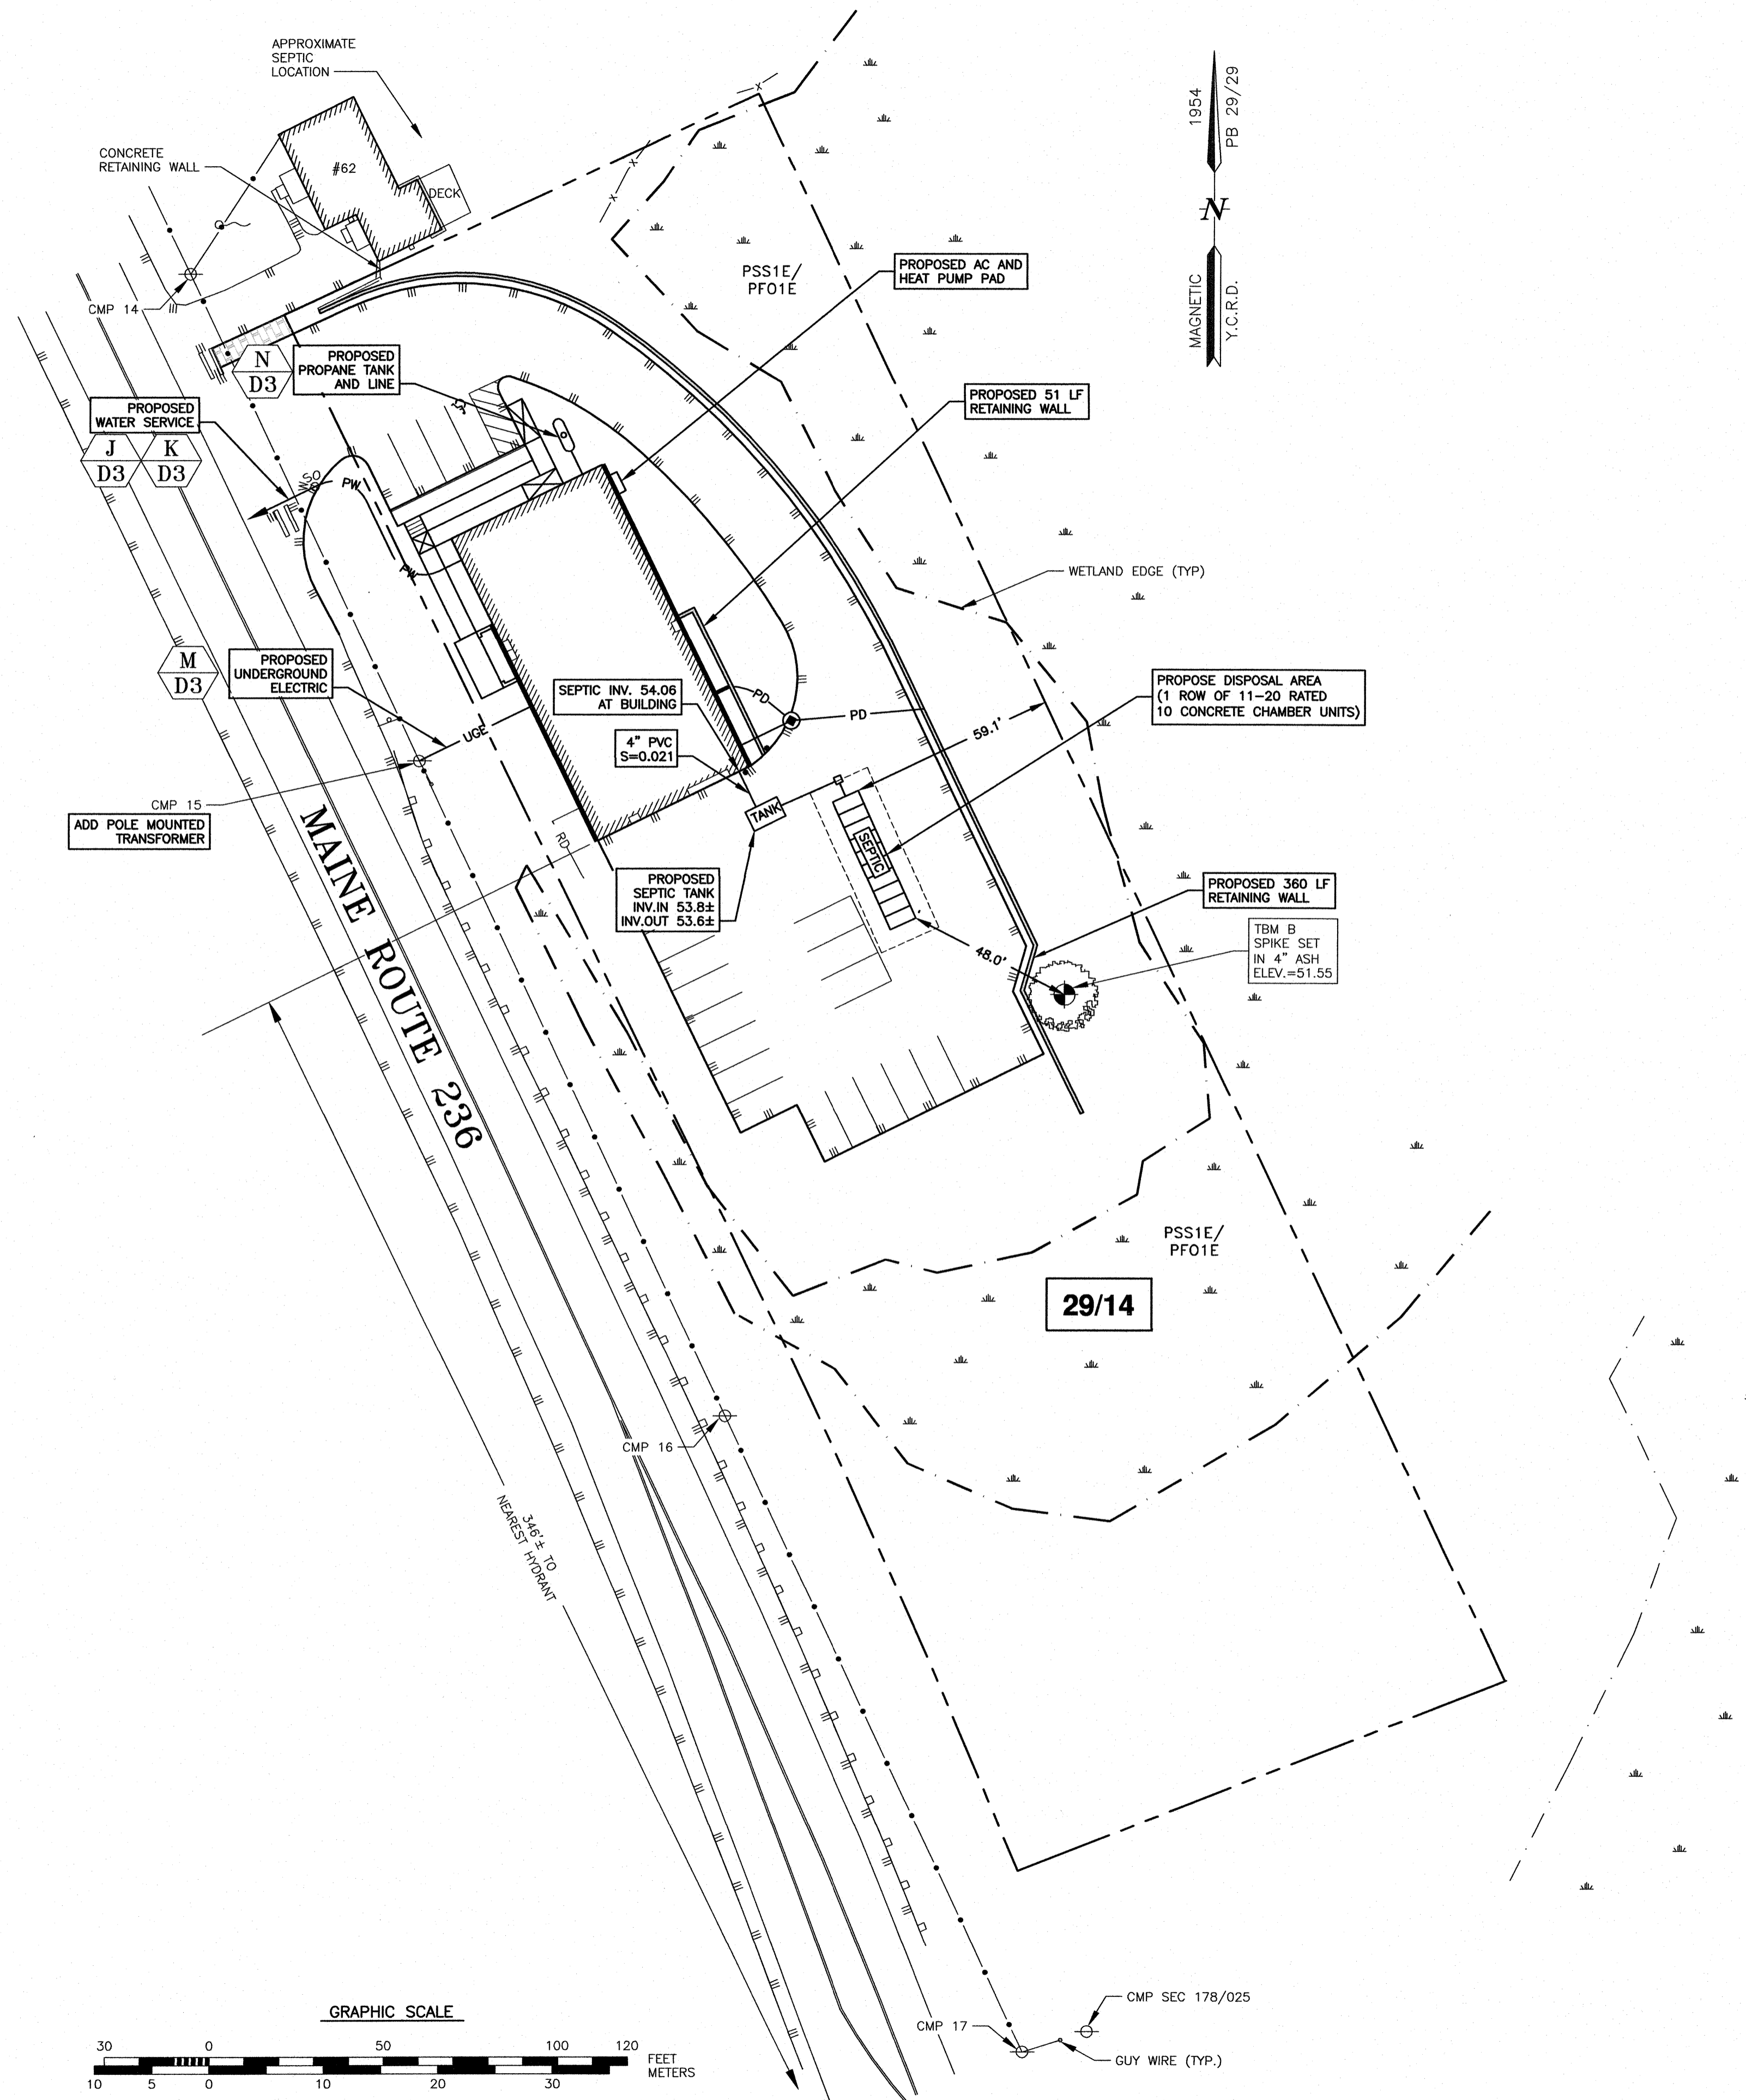 APPROXIMATE
SEPTIC
LOCATION
CONCRETE
RETAINING WALL
#62
DECK
1954
PB 29/29
N
MAGNETIC
Y.C.R.D.
CMP 14
PSS1E/
PFO1E
PROPOSED AC AND
HEAT PUMP PAD
N
D3
PROPOSED
PROPANE TANK
AND LINE
PROPOSED 51 LF
RETAINING WALL
PROPOSED
WATER SERVICE
J
D3
K
D3
WSO
PW
PW
WETLAND EDGE (TYP)
M
D3
PROPOSED
UNDERGROUND
ELECTRIC
SEPTIC INV. 54.06
AT BUILDING
PROPOSE DISPOSAL AREA
(1 ROW OF 11-20 RATED
10 CONCRETE CHAMBER UNITS)
PD
PD
UGE
59.1'
4" PVC
S=0.021
CMP 15
ADD POLE MOUNTED
TRANSFORMER
TANK
SEPTIC
RD
MAINE ROUTE 236
PROPOSED
SEPTIC TANK
INV.IN 53.8±
INV.OUT 53.6±
PROPOSED 360 LF
RETAINING WALL
48.0'
TBM B
SPIKE SET
IN 4" ASH
ELEV.=51.55
PSS1E/
PFO1E
29/14
CMP 16
346'± TO
NEAREST HYDRANT
CMP SEC 178/025
CMP 17
GUY WIRE (TYP.)
GRAPHIC SCALE
30 0 50 100 120
FEET
METERS
10 5 0 10 20 30